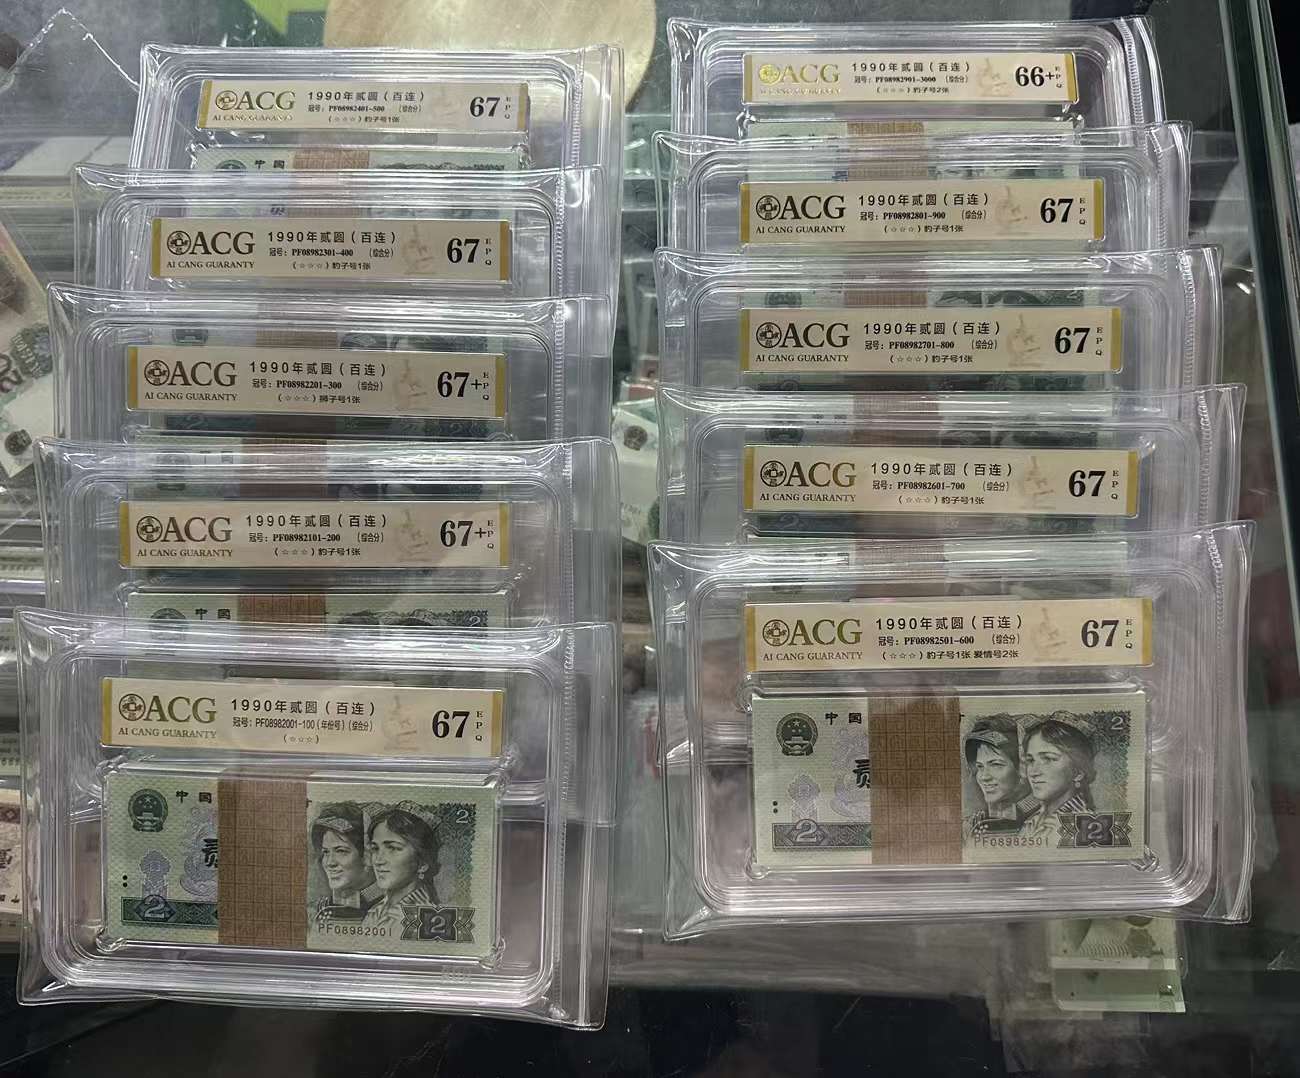 ACG
AI CANG GUARANTY
1990年贰圆（百连）
冠号：PF08982401-500 （综合分）
（☆☆☆）豹子号1张
67
EPQ
中国
ACG
AI CANG GUARANTY
1990年贰圆（百连）
冠号：PF08982301-400 （综合分）
（☆☆☆）豹子号1张
67
EPQ
ACG
AI CANG GUARANTY
1990年贰圆（百连）
冠号：PF08982201-300 （综合分）
（☆☆☆）狮子号1张
67+
EPQ
ACG
AI CANG GUARANTY
1990年贰圆（百连）
冠号：PF08982101-200 （综合分）
（☆☆☆）豹子号1张
67+
EPQ
中国
2
ACG
AI CANG GUARANTY
1990年贰圆（百连）
冠号：PF08982001-100（年份号）（综合分）
（☆☆☆）
67
EPQ
中国
贰
2
2
PF08982001
2
ACG
AI CANG GUARANTY
1990年贰圆（百连）
冠号：PF08982901-3000 （综合分）
（☆☆☆）豹子号2张
66+
EPQ
ACG
AI CANG GUARANTY
1990年贰圆（百连）
冠号：PF08982801-900 （综合分）
（☆☆☆）豹子号1张
67
EPQ
ACG
AI CANG GUARANTY
1990年贰圆（百连）
冠号：PF08982701-800 （综合分）
（☆☆☆）豹子号1张
67
EPQ
ACG
AI CANG GUARANTY
1990年贰圆（百连）
冠号：PF08982601-700 （综合分）
（☆☆☆）豹子号1张
67
EPQ
ACG
AI CANG GUARANTY
1990年贰圆（百连）
冠号：PF08982501-600 （综合分）
（☆☆☆）豹子号1张 爱情号2张
67
EPQ
中国
贰
2
2
2
PF08982501